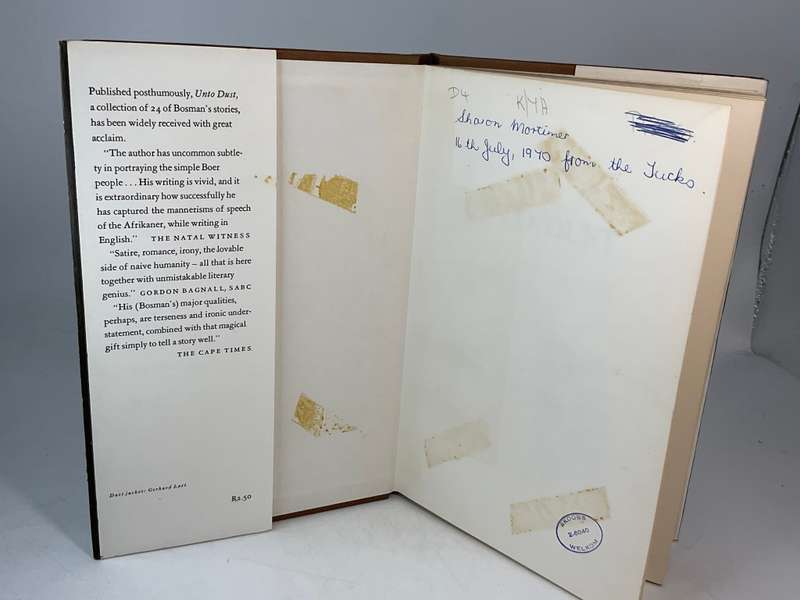 Published posthumously, Unto Dust,
a collection of 24 of Bosman's stories,
has been widely received with great
acclaim.
"The author has uncommon subtle-
ty in portraying the simple Boer
people . . . His writing is vivid, and it
is extraordinary how successfully he
has captured the mannerisms of speech
of the Afrikaner, while writing in
English." THE NATAL WITNESS
"Satire, romance, irony, the lovable
side of naive humanity – all that is here
together with unmistakable literary
genius." GORDON BAGNALL, SABC
"His (Bosman's) major qualities,
perhaps, are terseness and ironic under-
statement, combined with that magical
gift simply to tell a story well."
THE CAPE TIMES
Dust jacket: Gerhard
R2.50
D4
KMA
Sharon Mortimer
16th July, 1970 from the Tucks.
2-6040
WELKOM